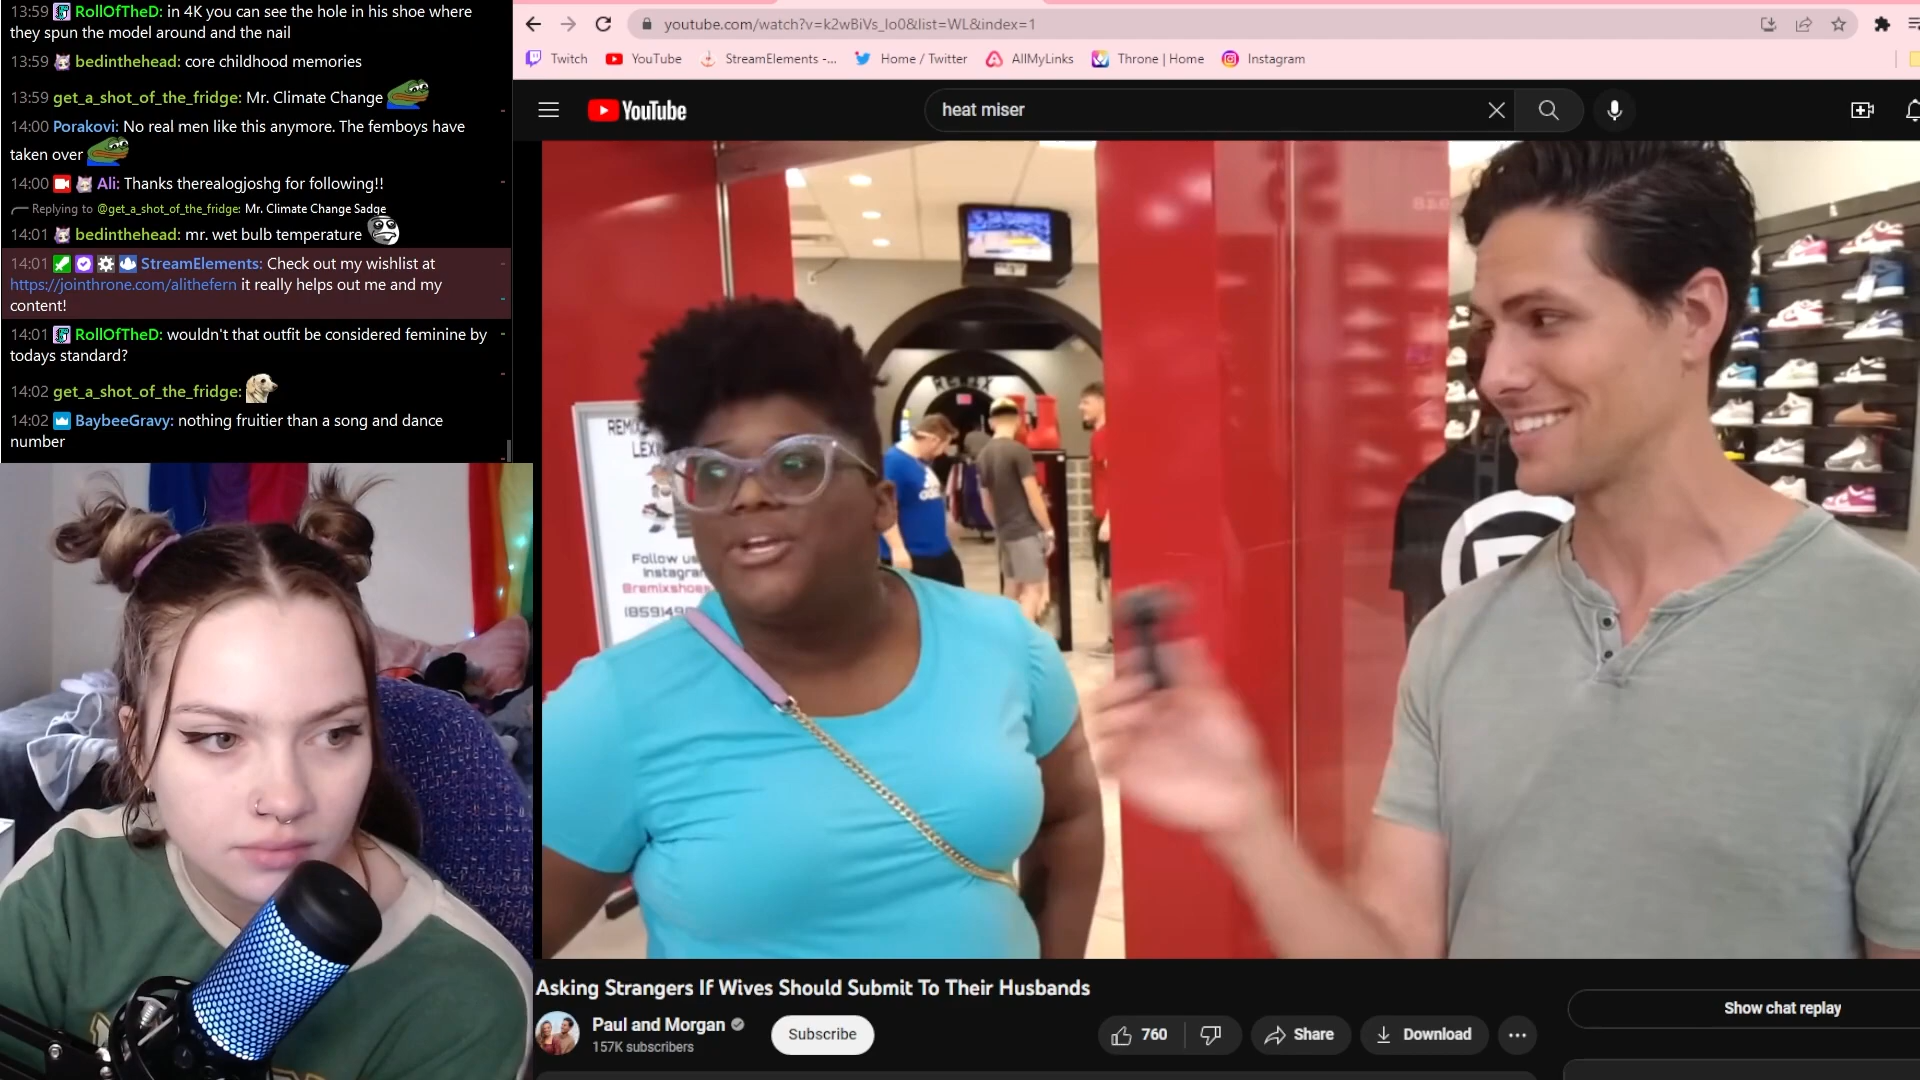 13:59 RollOfTheD: in 4K you can see the hole in his shoe where
they spun the model around and the nail
13:59 bedinthehead: core childhood memories
13:59 get_a_shot_of_the_fridge: Mr. Climate Change
14:00 Porakovi: No real men like this anymore. The femboys have
taken over
14:00 Ali: Thanks therealogjoshg for following!!
Replying to @get_a_shot_of_the_fridge: Mr. Climate Change Sadge
14:01 bedinthehead: mr. wet bulb temperature
14:01 StreamElements: Check out my wishlist at
https://jointhrone.com/alithefern it really helps out me and my
content!
14:01 RollOfTheD: wouldn't that outfit be considered feminine by
todays standard?
14:02 get_a_shot_of_the_fridge:
14:02 BaybeeGravy: nothing fruitier than a song and dance
number
youtube.com/watch?v=k2wBiVs_Io0&list=WL&index=1
Twitch YouTube StreamElements -... Home / Twitter AllMyLinks Throne | Home Instagram
YouTube
heat miser
Follow us
Instagra
@remixshoes
(859)49
Asking Strangers If Wives Should Submit To Their Husbands
Paul and Morgan
157K subscribers
Subscribe
760
Share
Download
Show chat replay